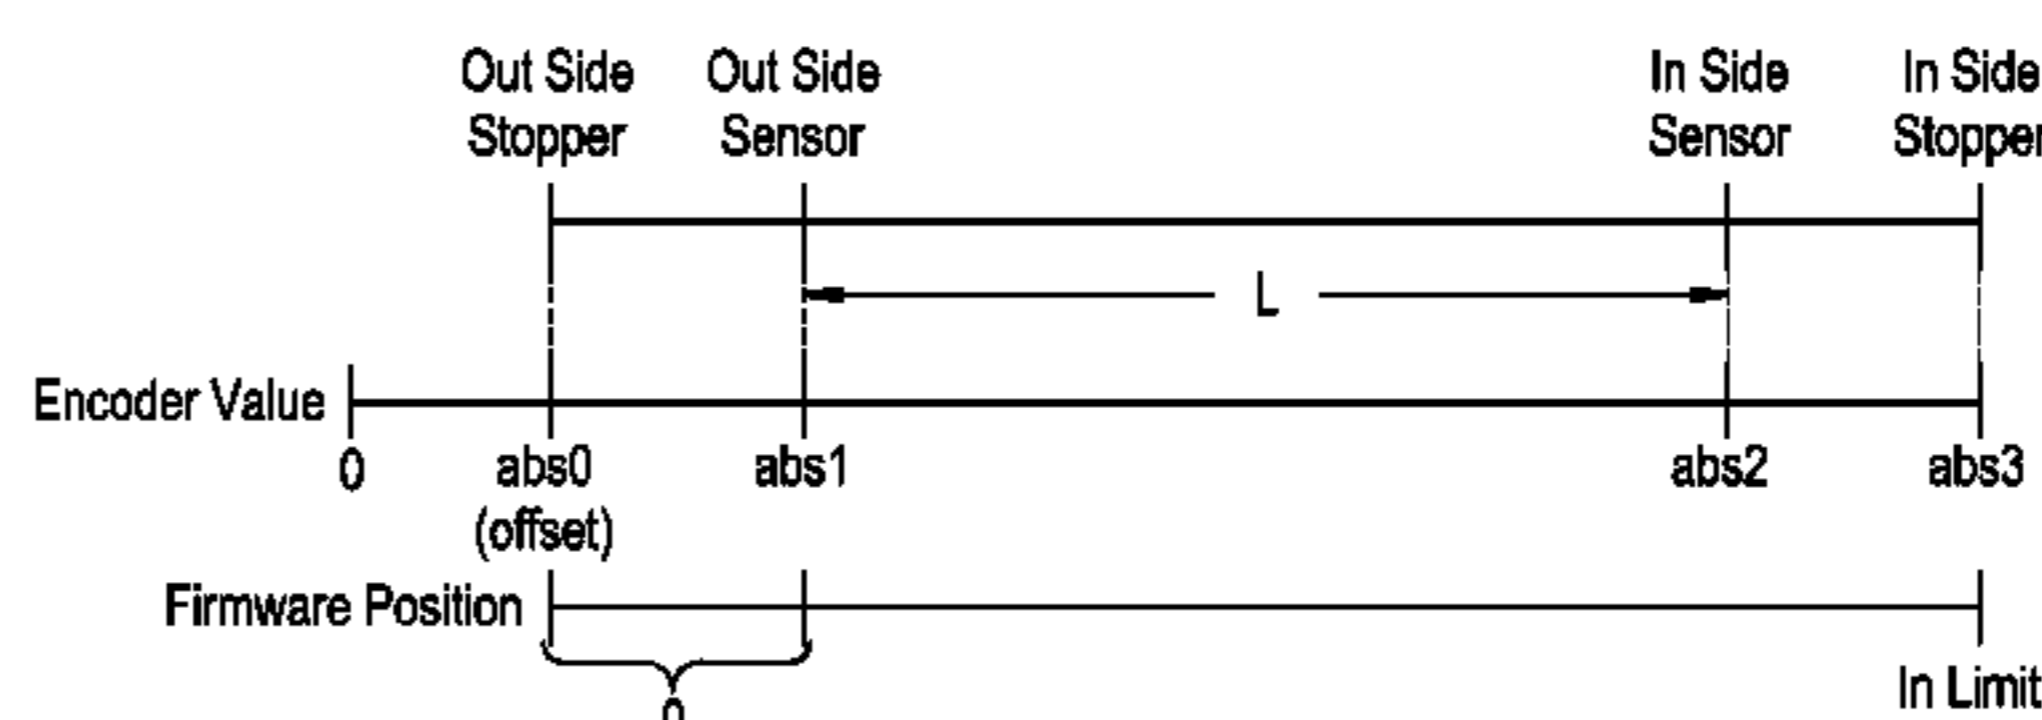 Out Side Stopper
Out Side Sensor
In Side Sensor
In Side Stopper
L
Encoder Value
0
abs0 (offset)
abs1
abs2
abs3
Firmware Position
In Limit